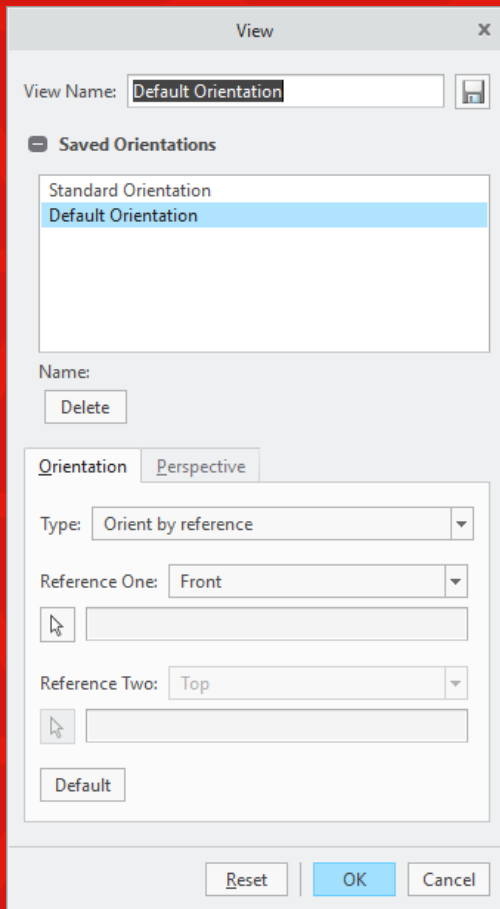 View
View Name: Default Orientation
Saved Orientations
Standard Orientation
Default Orientation
Name:
Delete
Orientation Perspective
Type: Orient by reference
Reference One: Front
Reference Two: Top
Default
Reset OK Cancel